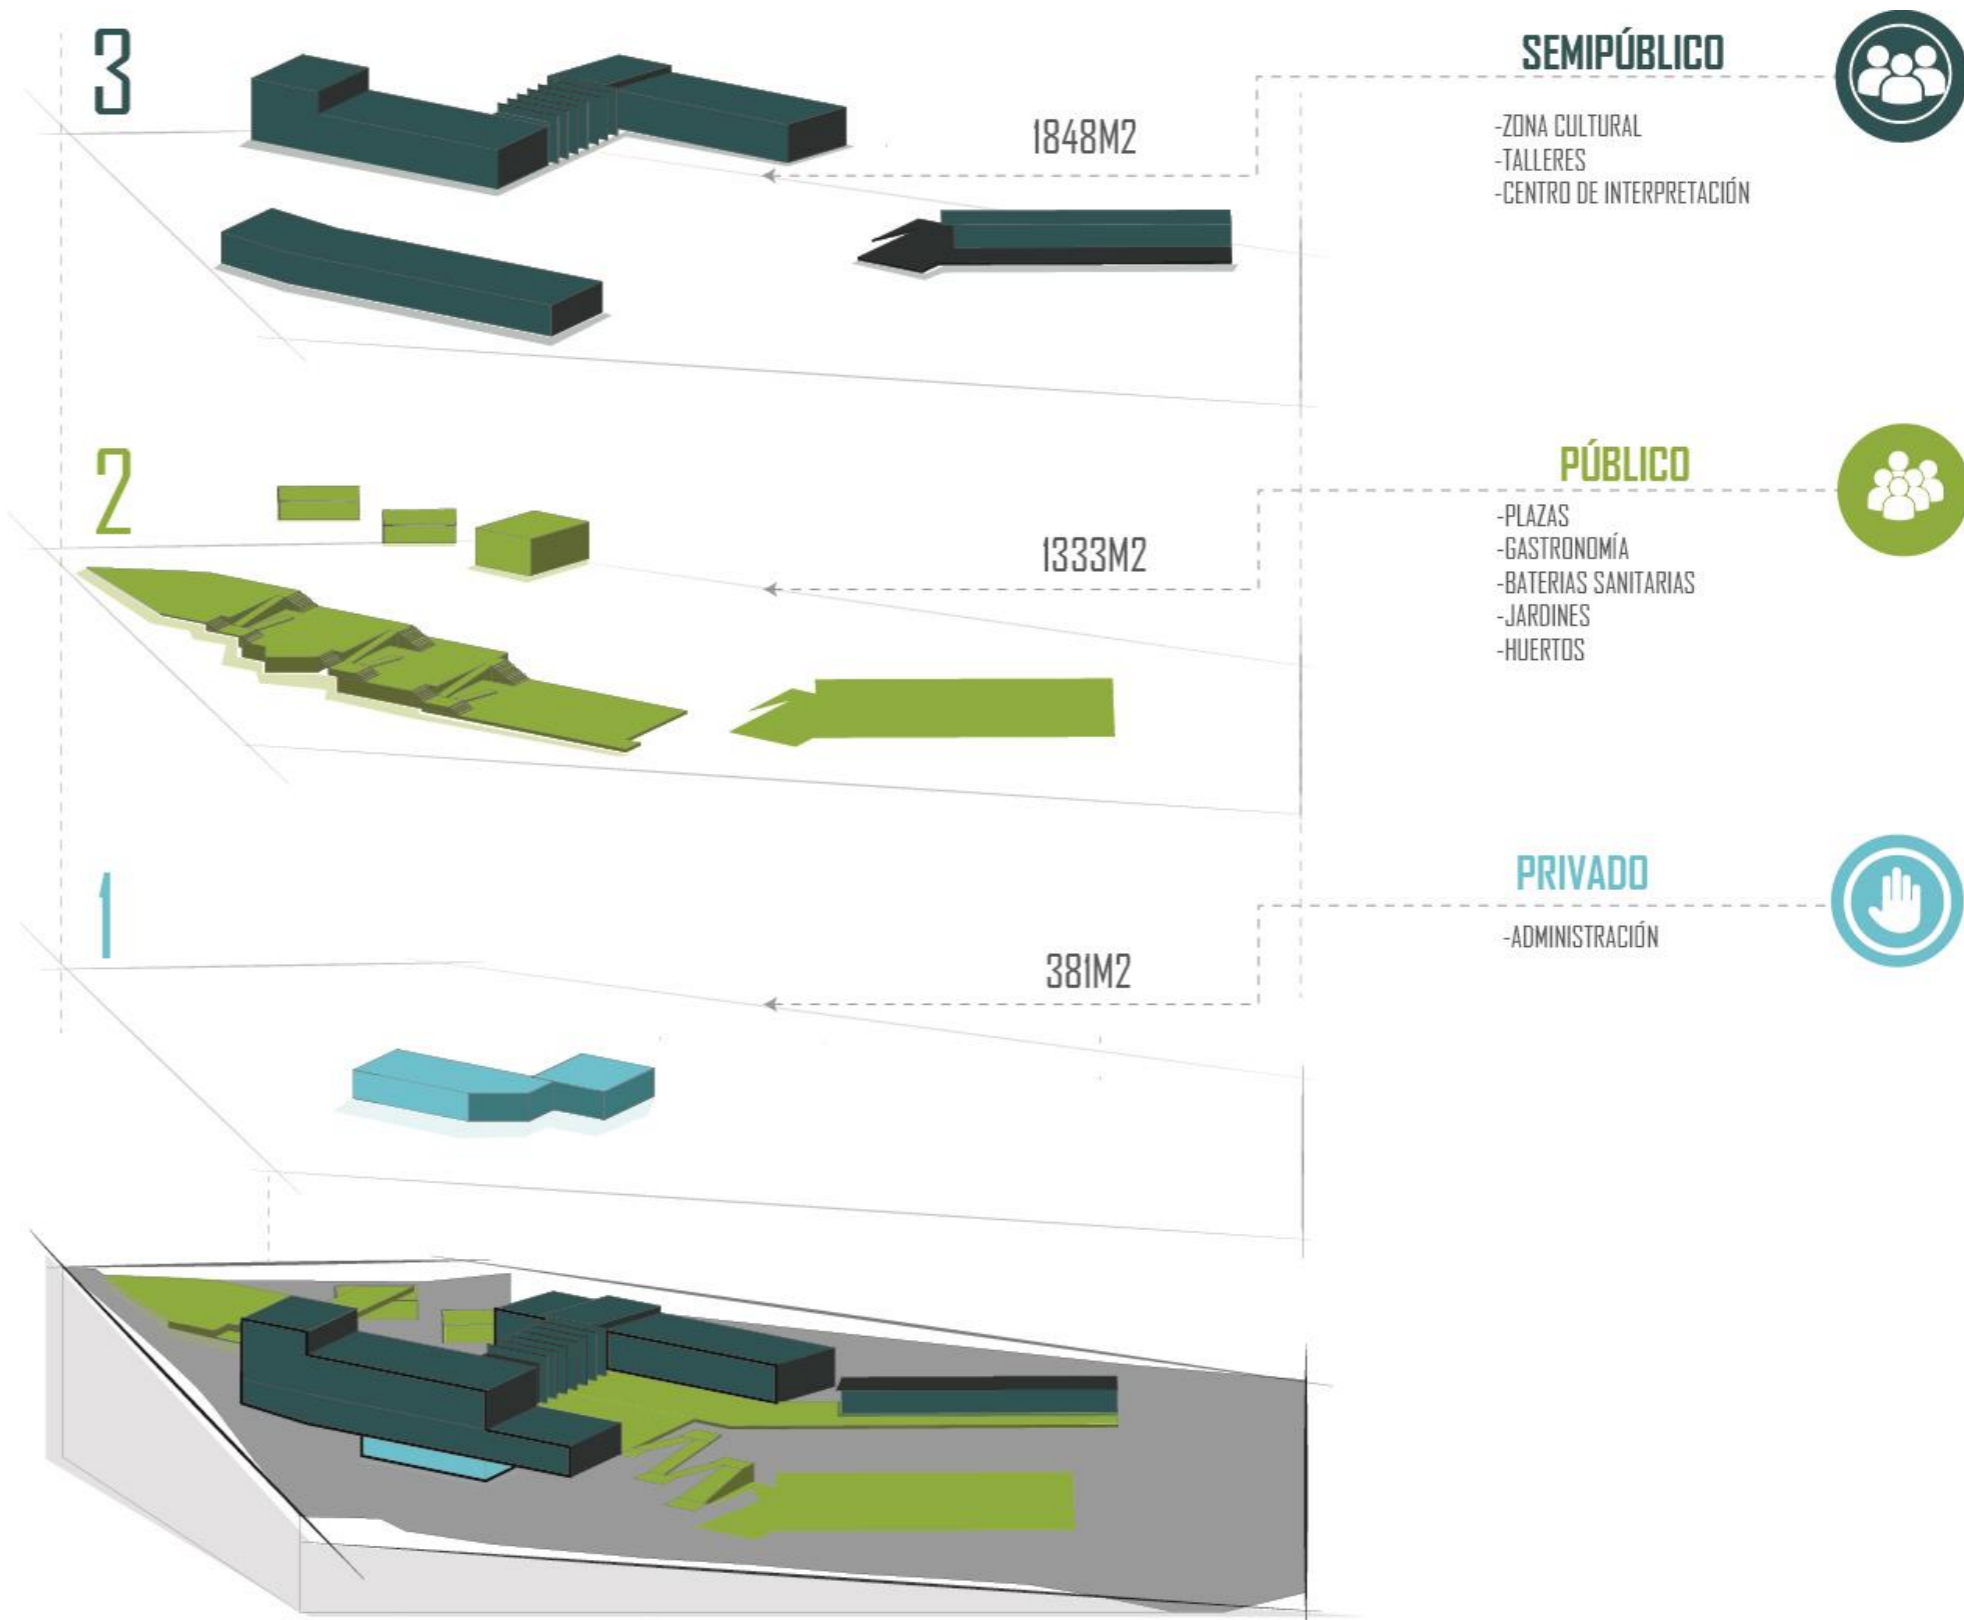 3
SEMIPÚBLICO
1848M2
-ZONA CULTURAL
-TALLERES
-CENTRO DE INTERPRETACIÓN
2
PÚBLICO
1333M2
-PLAZAS
-GASTRONOMÍA
-BATERIAS SANITARIAS
-JARDINES
-HUERTOS
1
PRIVADO
381M2
-ADMINISTRACIÓN